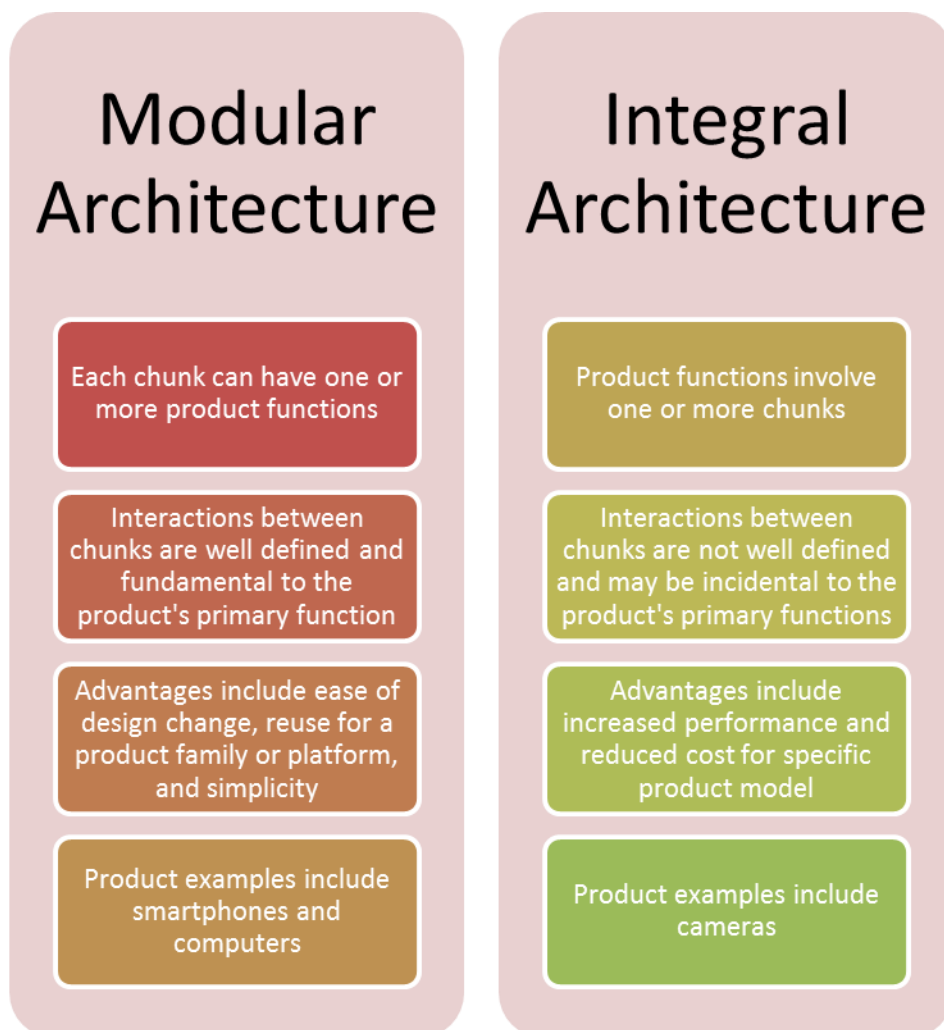 Modular
Architecture
Each chunk can have one or
more product functions
Interactions between
chunks are well defined and
fundamental to the
product's primary function
Advantages include ease of
design change, reuse for a
product family or platform,
and simplicity
Product examples include
smartphones and
computers
Integral
Architecture
Product functions involve
one or more chunks
Interactions between
chunks are not well defined
and may be incidental to the
product's primary functions
Advantages include
increased performance and
reduced cost for specific
product model
Product examples include
cameras